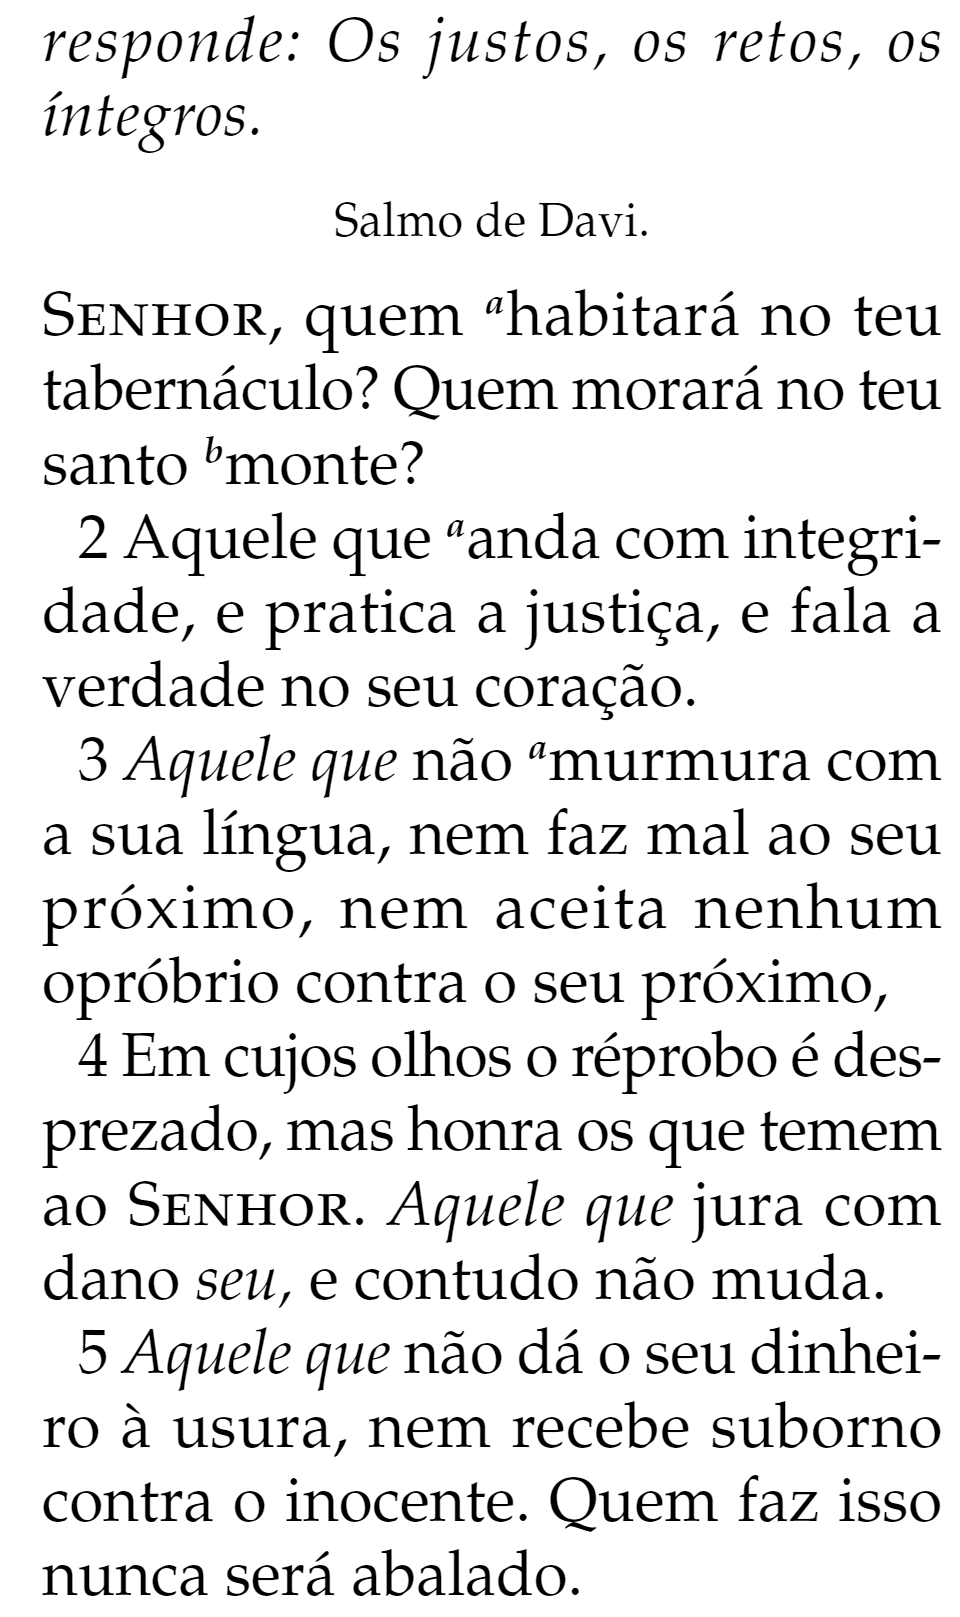 responde: Os justos, os retos, os
íntegros.
Salmo de Davi.
SENHOR, quem ᵃhabitará no teu
tabernáculo? Quem morará no teu
santo ᵇmonte?
2 Aquele que ᵃanda com integri-
dade, e pratica a justiça, e fala a
verdade no seu coração.
3 Aquele que não ᵃmurmura com
a sua língua, nem faz mal ao seu
próximo, nem aceita nenhum
opróbrio contra o seu próximo,
4 Em cujos olhos o réprobo é des-
prezado, mas honra os que temem
ao SENHOR. Aquele que jura com
dano seu, e contudo não muda.
5 Aquele que não dá o seu dinhei-
ro à usura, nem recebe suborno
contra o inocente. Quem faz isso
nunca será abalado.